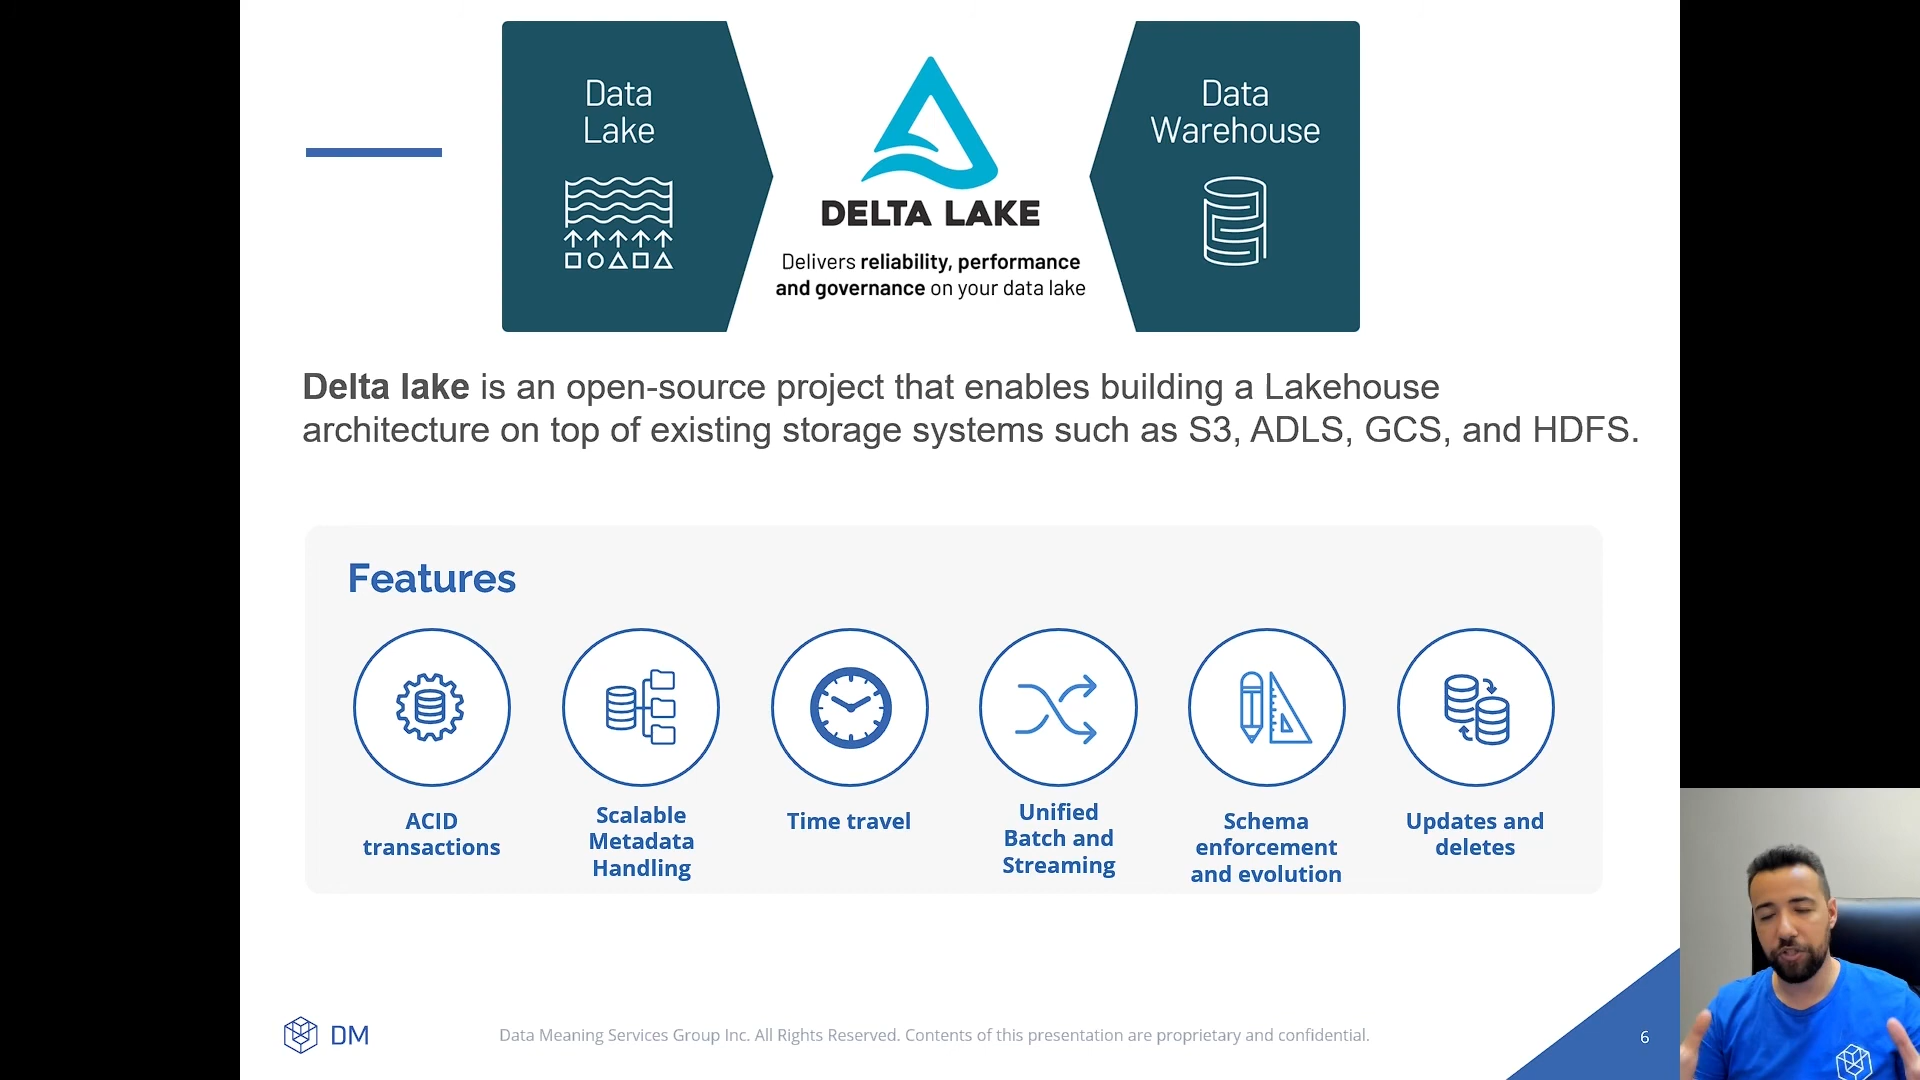 Data
Lake
DELTA LAKE
Delivers reliability, performance
and governance on your data lake
Data
Warehouse
Delta lake is an open-source project that enables building a Lakehouse
architecture on top of existing storage systems such as S3, ADLS, GCS, and HDFS.
Features
ACID
transactions
Scalable
Metadata
Handling
Time travel
Unified
Batch and
Streaming
Schema
enforcement
and evolution
Updates and
deletes
DM
Data Meaning Services Group Inc. All Rights Reserved. Contents of this presentation are proprietary and confidential.
6